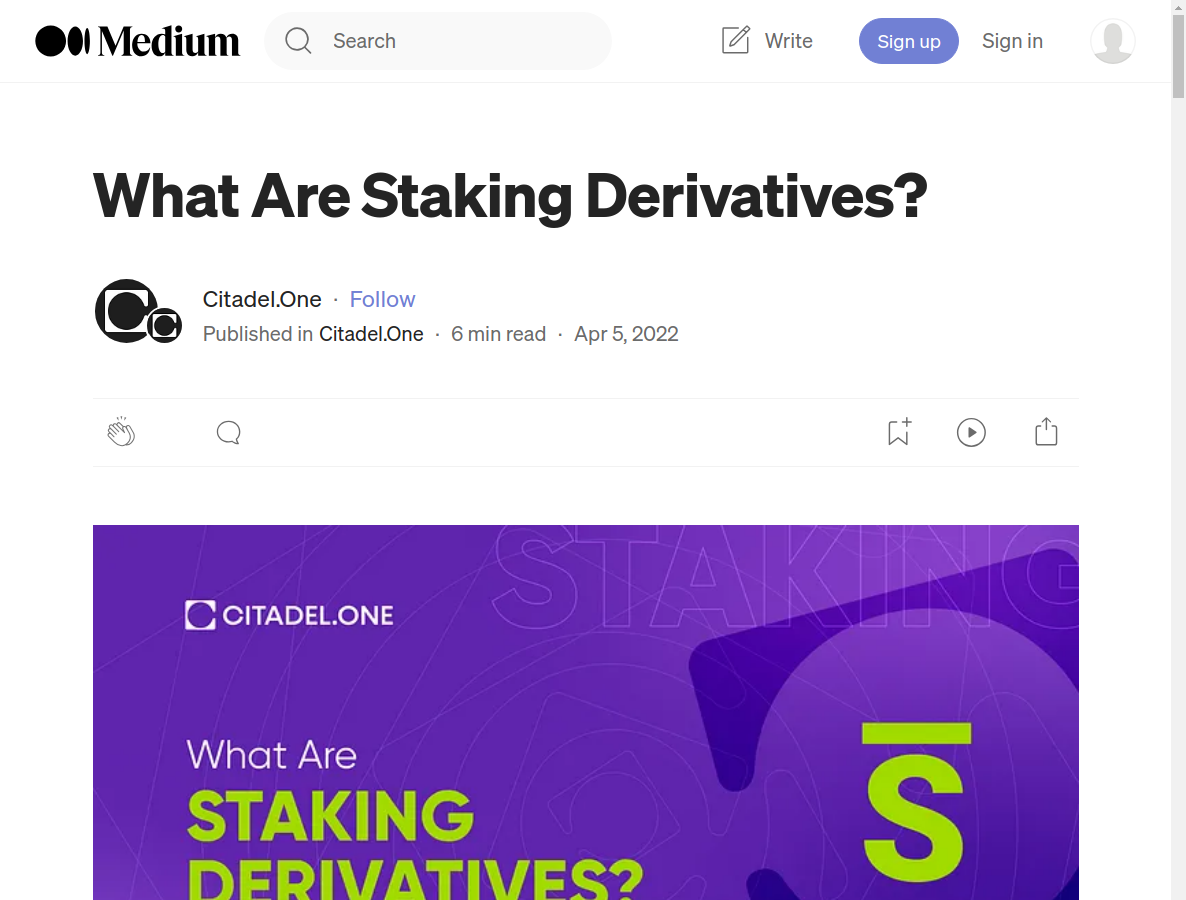 Medium
Search
Write
Sign up
Sign in
What Are Staking Derivatives?
Citadel.One · Follow
Published in Citadel.One · 6 min read · Apr 5, 2022
STAKING
CITADEL.ONE
What Are
STAKING
DERIVATIVES?
S